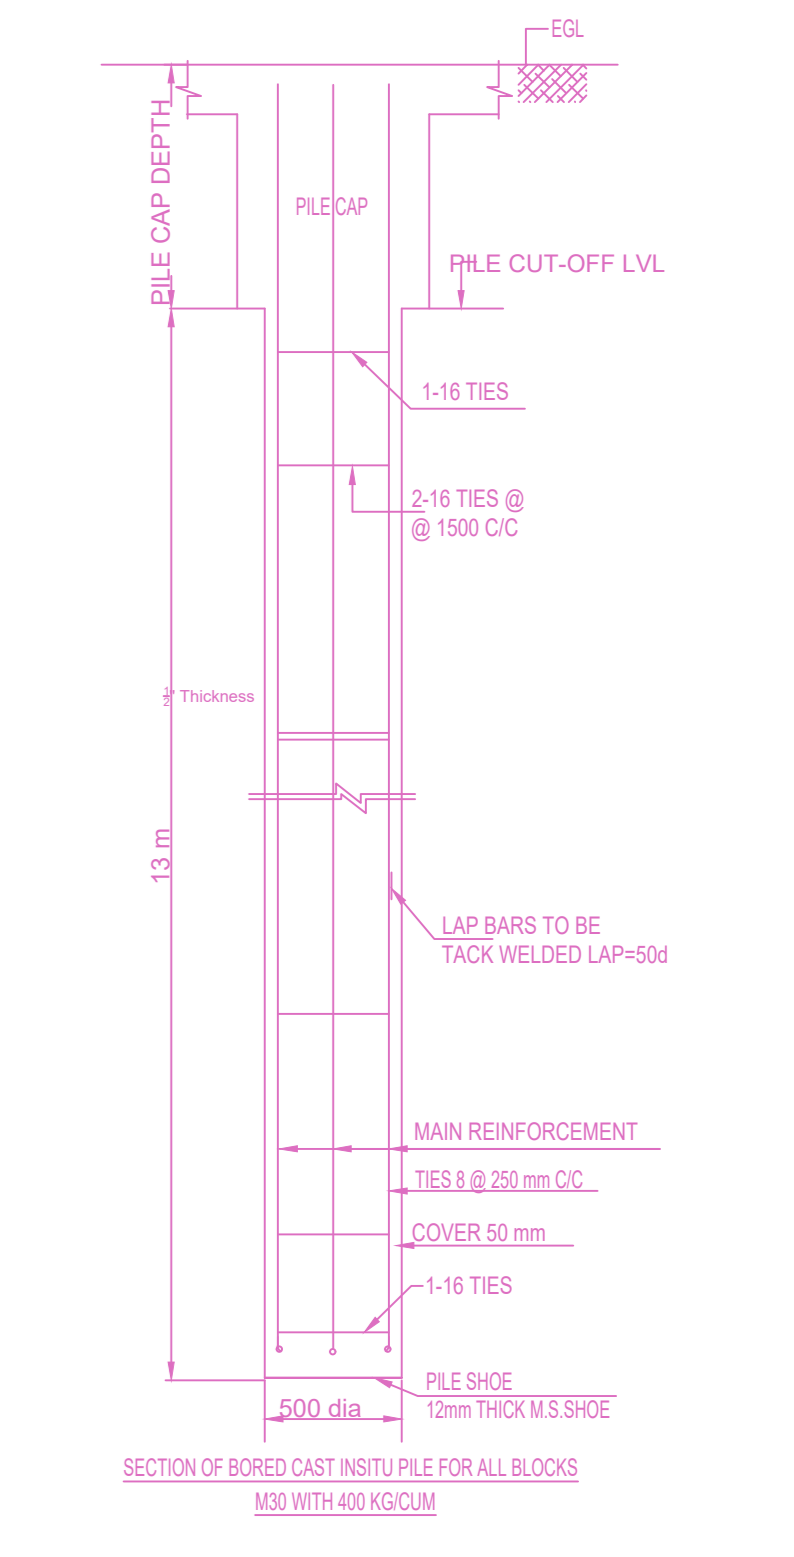 EGL
PILE CAP DEPTH
PILE CAP
PILE CUT-OFF LVL
1-16 TIES
2-16 TIES @
@ 1500 C/C
1/2" Thickness
13 m
LAP BARS TO BE
TACK WELDED LAP=50d
MAIN REINFORCEMENT
TIES 8 @ 250 mm C/C
COVER 50 mm
1-16 TIES
PILE SHOE
12mm THICK M.S.SHOE
500 dia
SECTION OF BORED CAST INSITU PILE FOR ALL BLOCKS
M30 WITH 400 KG/CUM